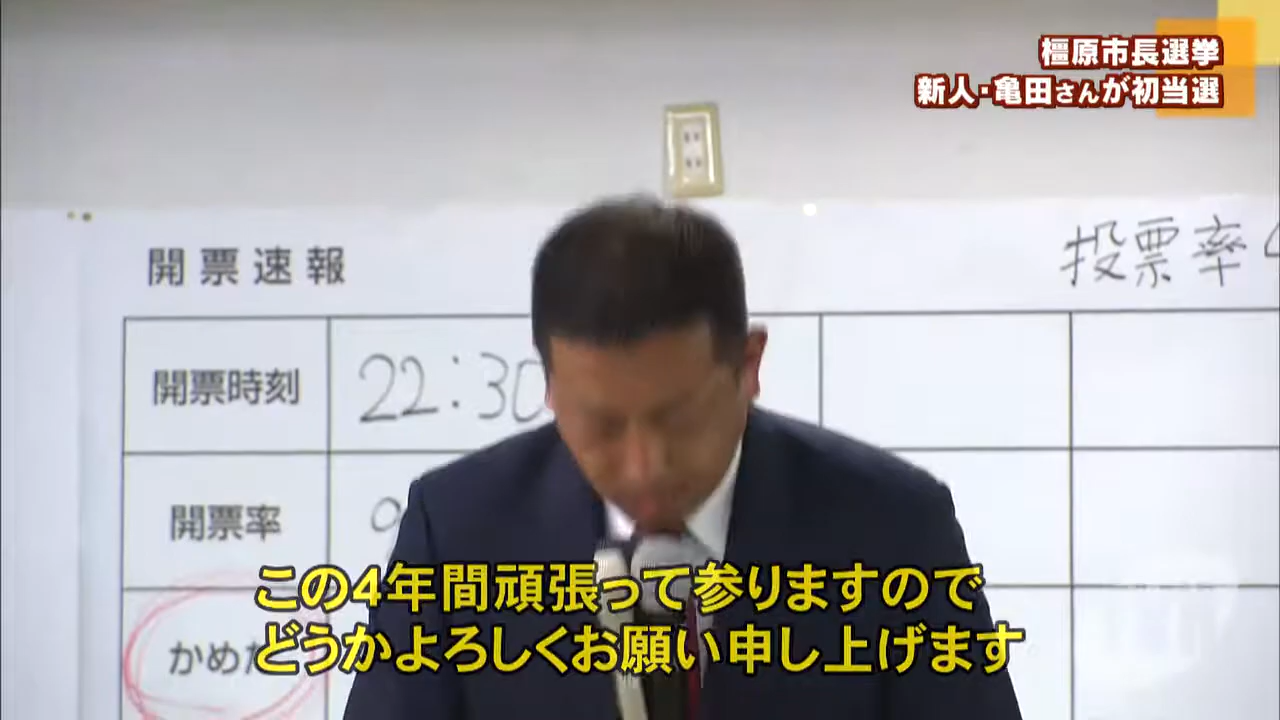 橿原市長選挙
新人・亀田さんが初当選
開票速報
投票率
開票時刻
22:30
開票率
9
かめだ
この4年間頑張って参りますので
どうかよろしくお願い申し上げます